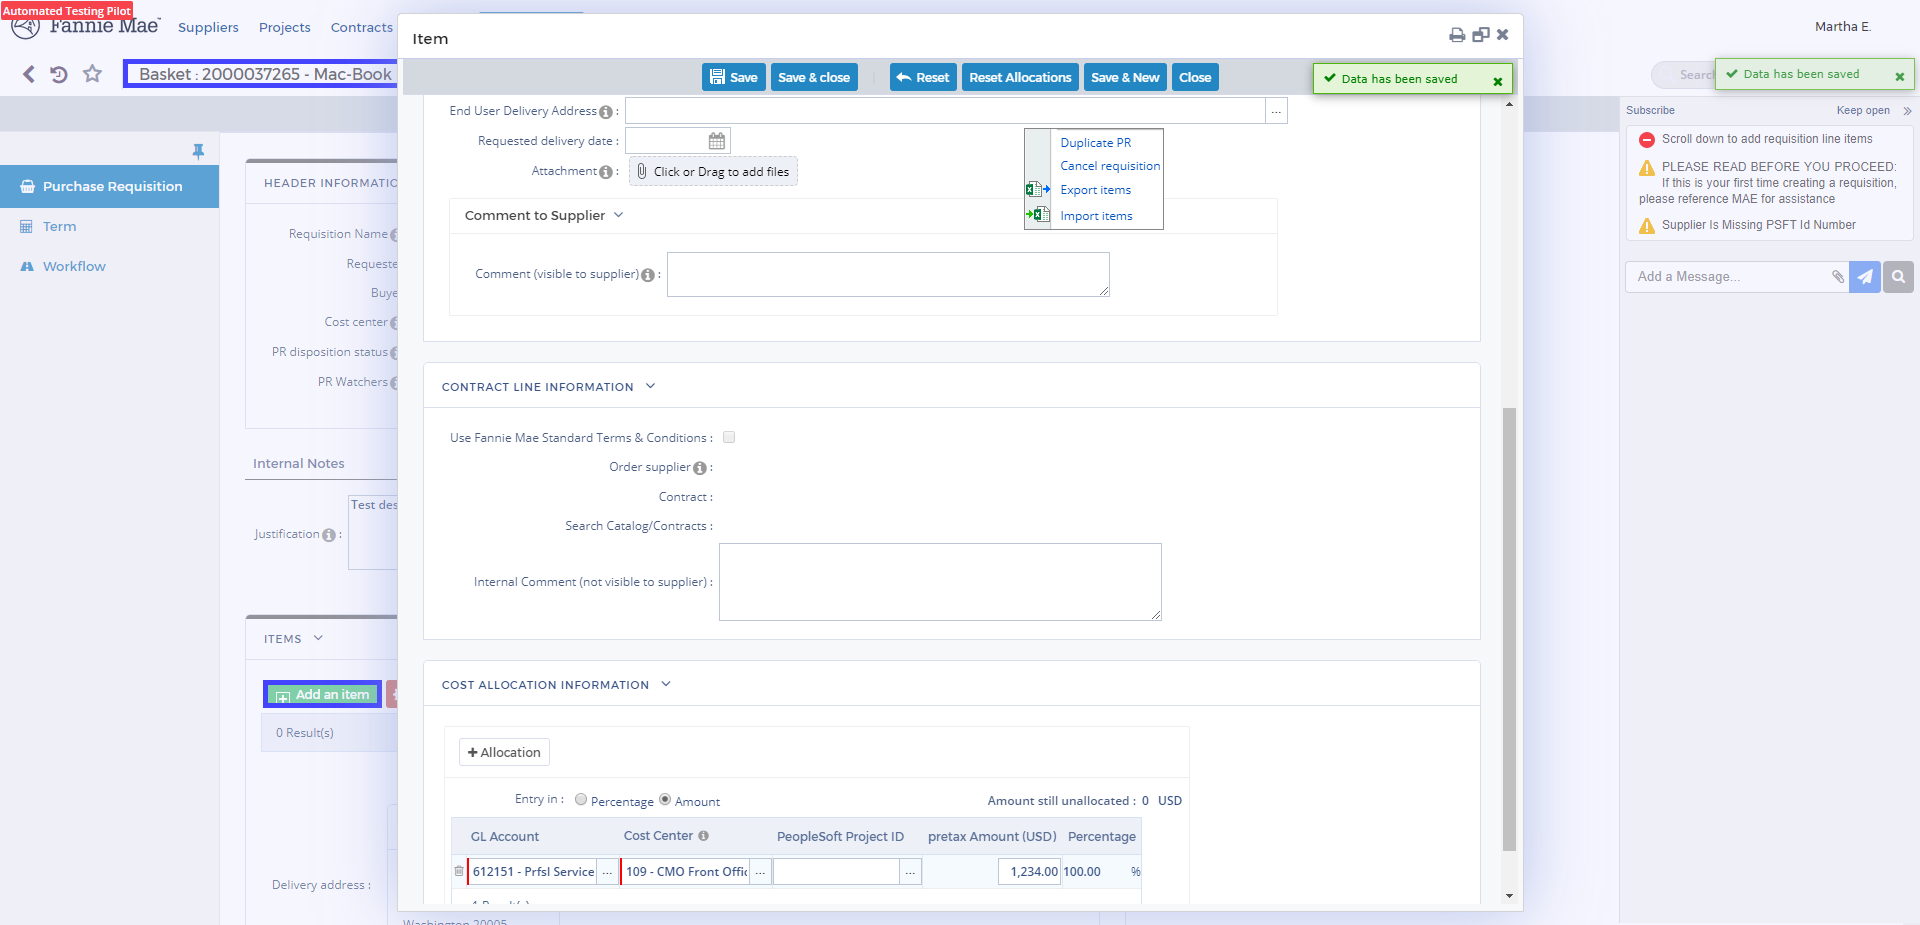 Automated Testing Pilot
Fannie Mae
Suppliers
Projects
Contracts
Martha E.
Basket : 2000037265 - Mac-Book
Search
Data has been saved
Item
Save
Save & close
Reset
Reset Allocations
Save & New
Close
Data has been saved
Subscribe
Keep open
Scroll down to add requisition line items
PLEASE READ BEFORE YOU PROCEED:
If this is your first time creating a requisition,
please reference MAE for assistance
Supplier Is Missing PSFT Id Number
Add a Message...
Purchase Requisition
Term
Workflow
HEADER INFORMATIO
Requisition Name
Requeste
Buye
Cost center
PR disposition status
PR Watchers
Internal Notes
Test des
Justification :
ITEMS
Add an item
0 Result(s)
Delivery address :
Washington 20005
End User Delivery Address :
...
Requested delivery date :
Attachment :
Click or Drag to add files
Duplicate PR
Cancel requisition
Export items
Import items
Comment to Supplier
Comment (visible to supplier) :
CONTRACT LINE INFORMATION
Use Fannie Mae Standard Terms & Conditions :
Order supplier :
Contract :
Search Catalog/Contracts :
Internal Comment (not visible to supplier) :
COST ALLOCATION INFORMATION
+ Allocation
Entry in :
Percentage
Amount
Amount still unallocated : 0 USD
GL Account
Cost Center
PeopleSoft Project ID
pretax Amount (USD)
Percentage
612151 - Prfsl Service
...
109 - CMO Front Offic
...
...
1,234.00
100.00
%